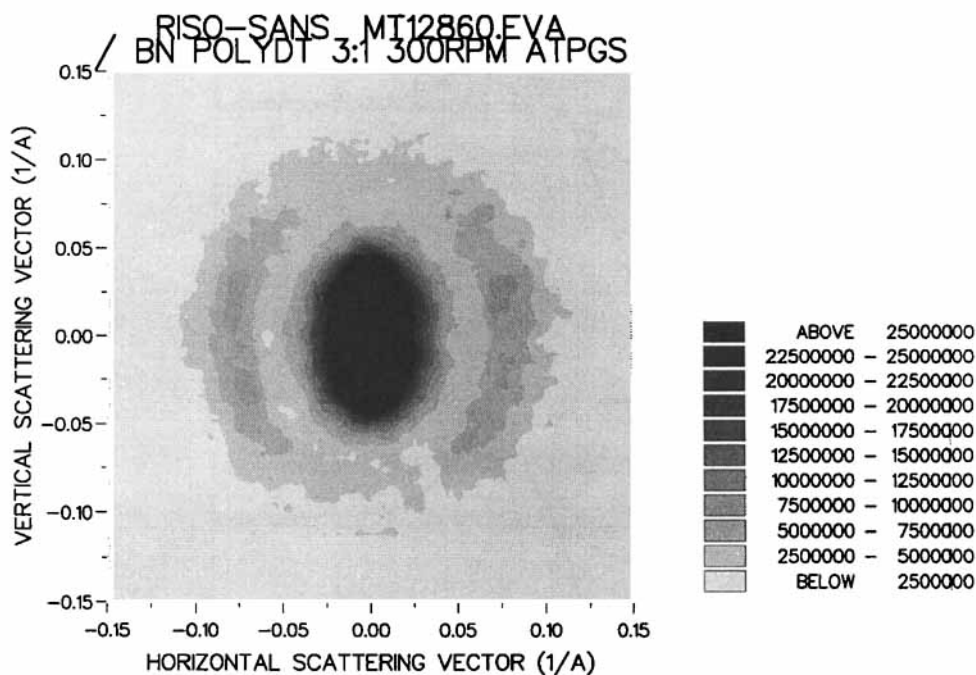 RISO-SANS MT12860.EVA
/ BN POLYDT 3:1 300RPM ATPGS
0.15
0.10
0.05
0.00
-0.05
-0.10
-0.15
VERTICAL SCATTERING VECTOR (1/A)
-0.15 -0.10 -0.05 0.00 0.05 0.10 0.15
HORIZONTAL SCATTERING VECTOR (1/A)
ABOVE 25000000
22500000 - 25000000
20000000 - 22500000
17500000 - 20000000
15000000 - 17500000
12500000 - 15000000
10000000 - 12500000
7500000 - 10000000
5000000 - 7500000
2500000 - 5000000
BELOW 2500000